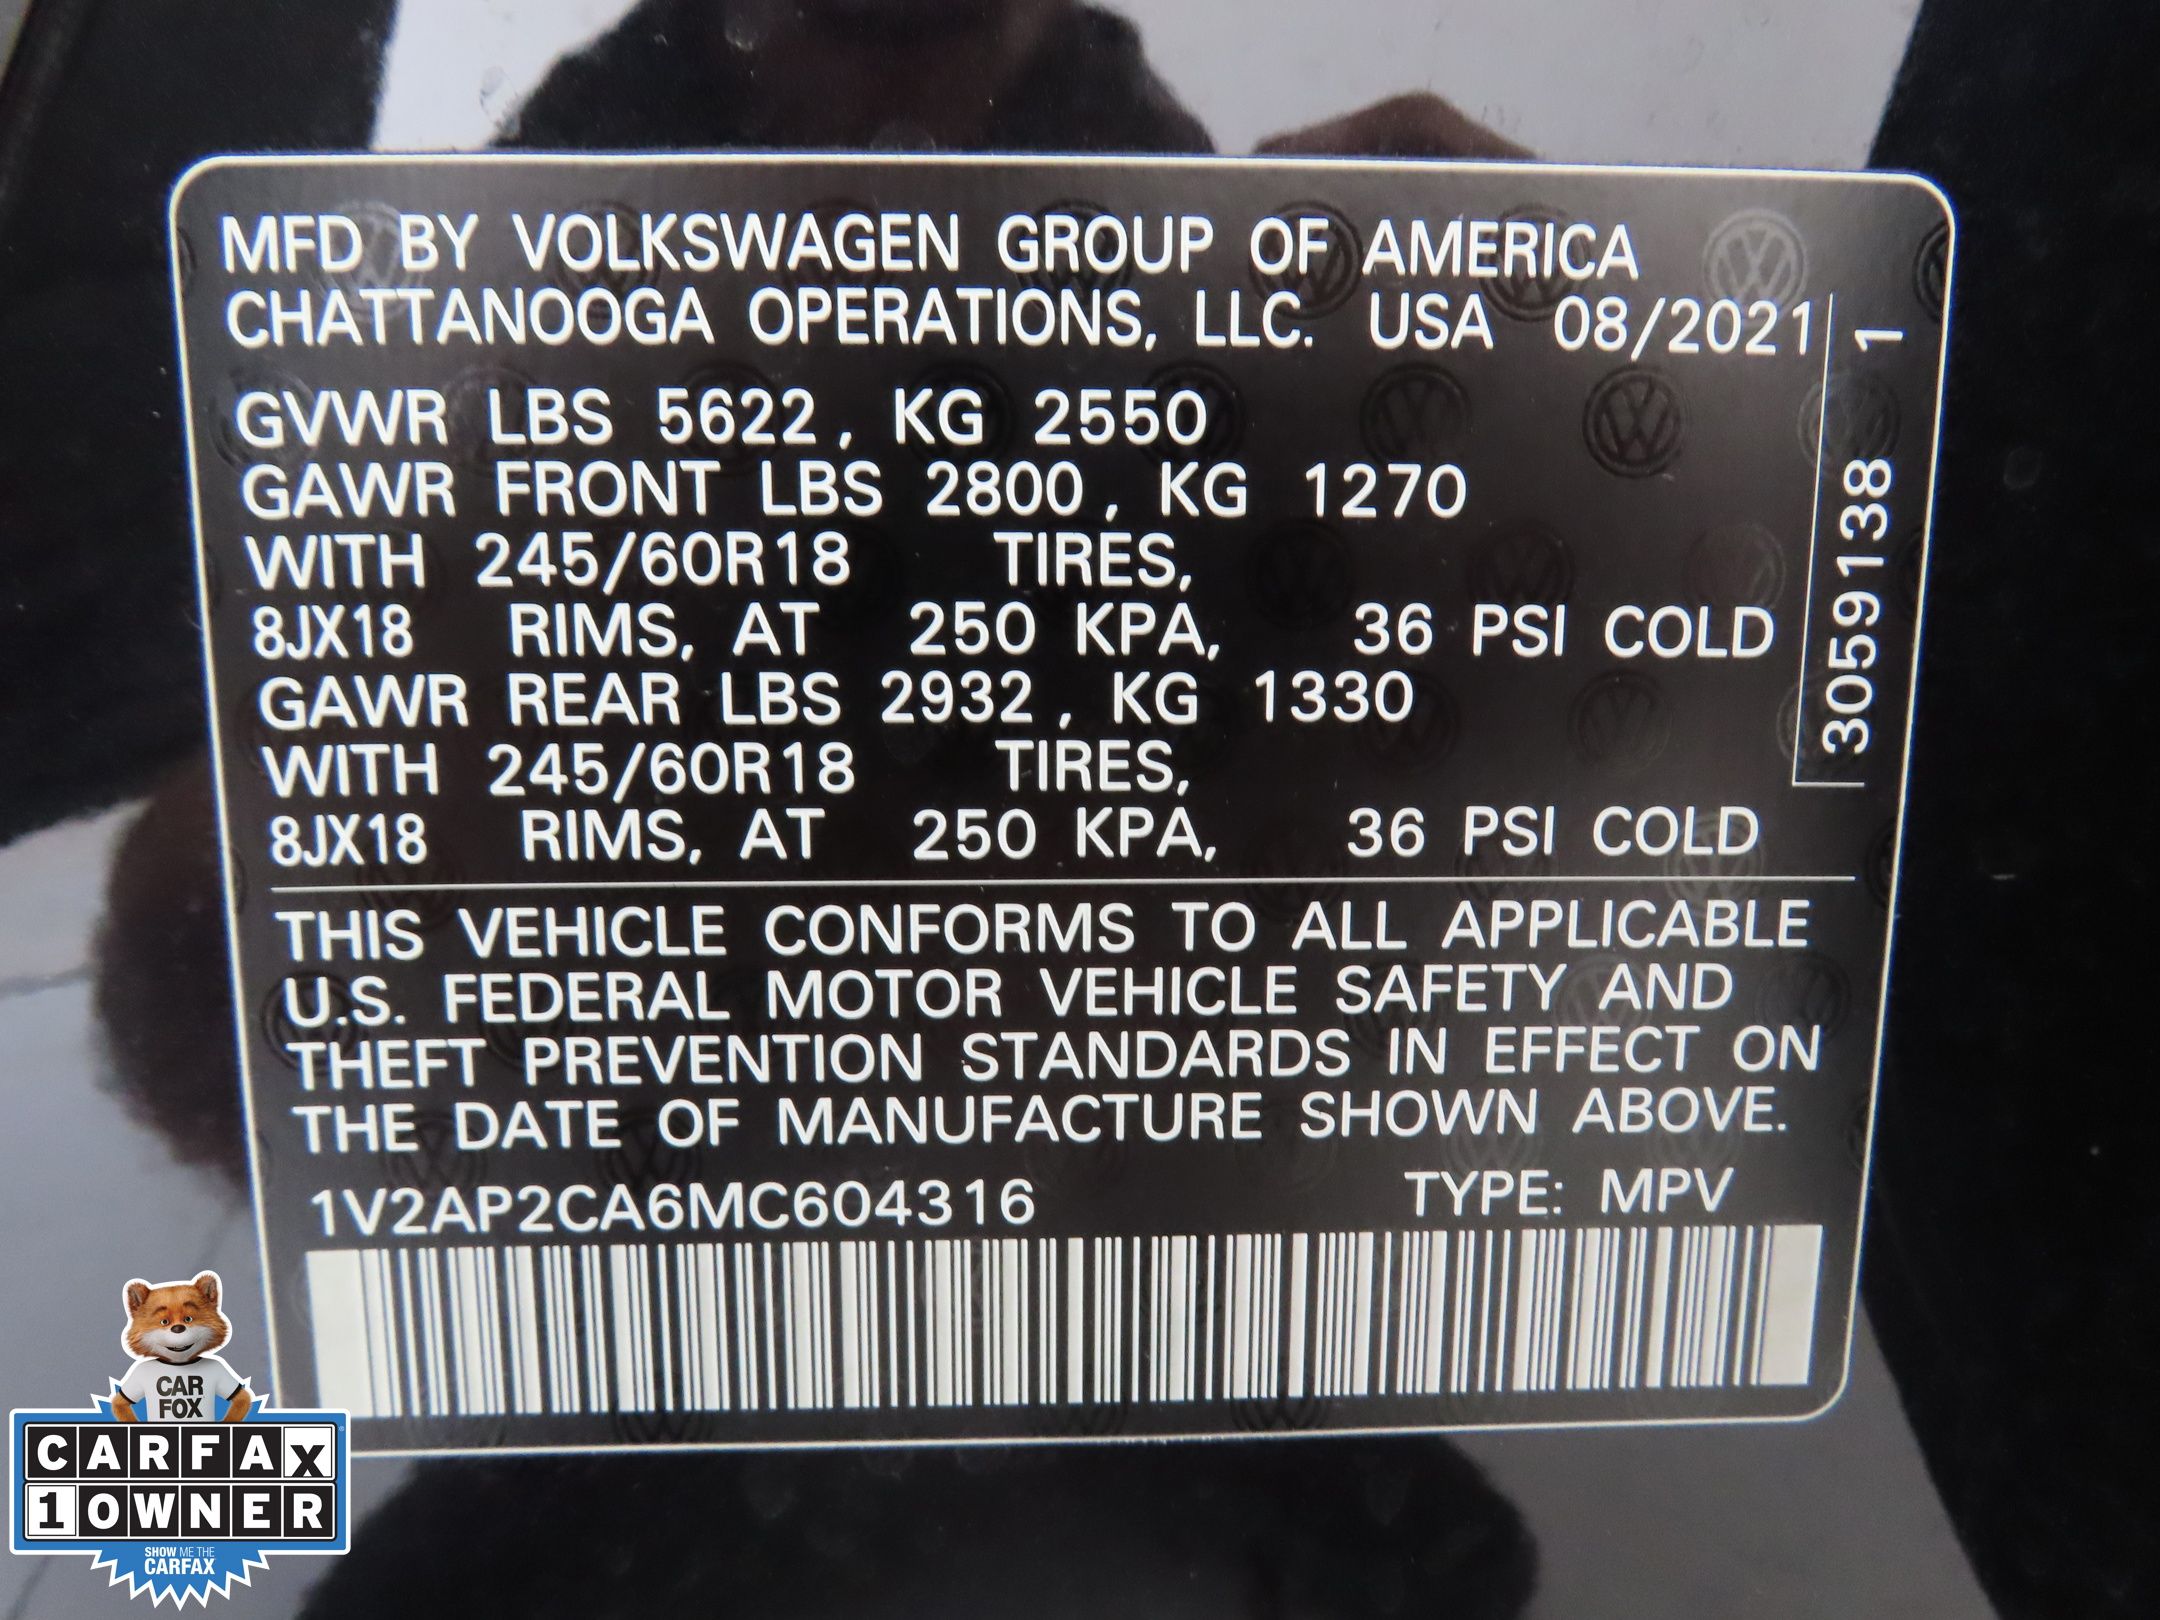 MFD BY VOLKSWAGEN GROUP OF AMERICA
CHATTANOOGA OPERATIONS, LLC. USA 08/2021
GVWR LBS 5622, KG 2550
GAWR FRONT LBS 2800, KG 1270
WITH 245/60R18 TIRES,
8JX18 RIMS, AT 250 KPA, 36 PSI COLD
GAWR REAR LBS 2932, KG 1330
WITH 245/60R18 TIRES,
8JX18 RIMS, AT 250 KPA, 36 PSI COLD
3059138 1
THIS VEHICLE CONFORMS TO ALL APPLICABLE
U.S. FEDERAL MOTOR VEHICLE SAFETY AND
THEFT PREVENTION STANDARDS IN EFFECT ON
THE DATE OF MANUFACTURE SHOWN ABOVE.
1V2AP2CA6MC604316 TYPE: MPV
CAR
FOX
CARFAX
1 OWNER
SHOW ME THE
CARFAX